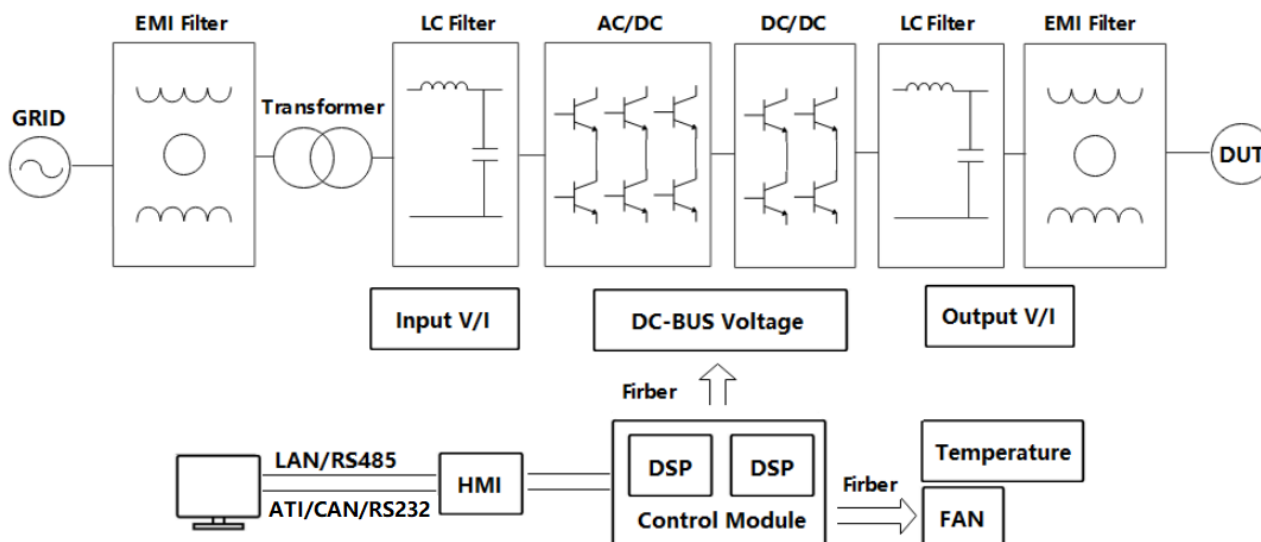 EMI Filter
LC Filter
AC/DC
DC/DC
LC Filter
EMI Filter
GRID
Transformer
DUT
Input V/I
DC-BUS Voltage
Output V/I
Firber
LAN/RS485
ATI/CAN/RS232
HMI
DSP
DSP
Control Module
Firber
Temperature
FAN